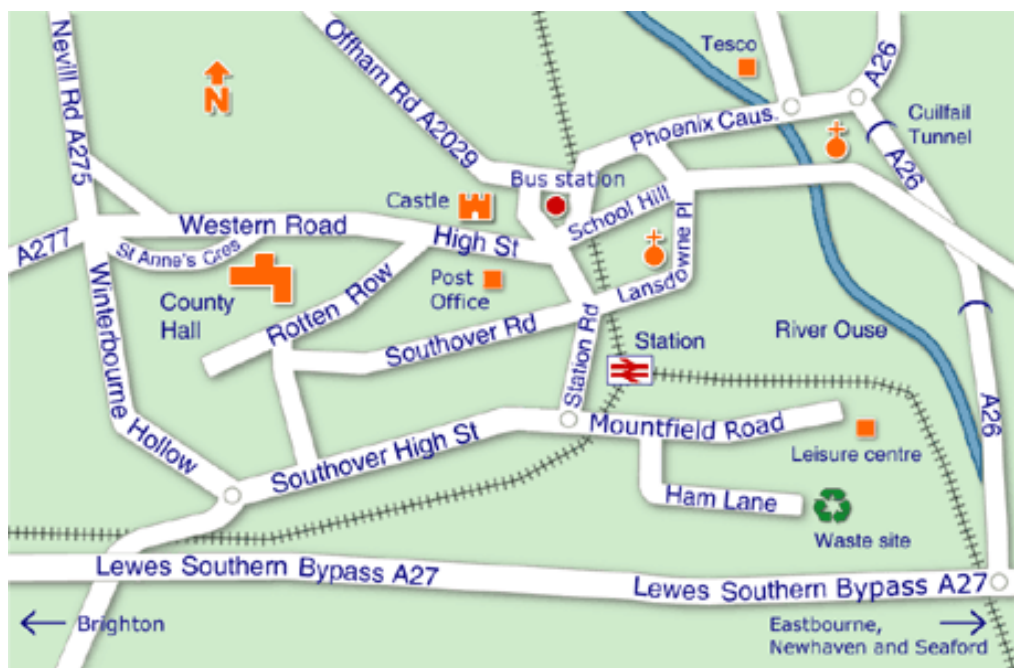 Nevill Rd A275
Offham Rd A2029
Tesco
A26
N
Phoenix Caus.
Cuilfail
Tunnel
A26
Bus station
Castle
School Hill
Western Road
High St
A277
St Anne's Cres
Lansdowne Pl
County
Hall
Post
Office
Rotten Row
Winterbourne Hollow
Southover Rd
Station Rd
Station
River Ouse
A26
Southover High St
Mountfield Road
Leisure centre
Ham Lane
Waste site
Lewes Southern Bypass A27
Lewes Southern Bypass A27
Brighton
Eastbourne,
Newhaven and Seaford